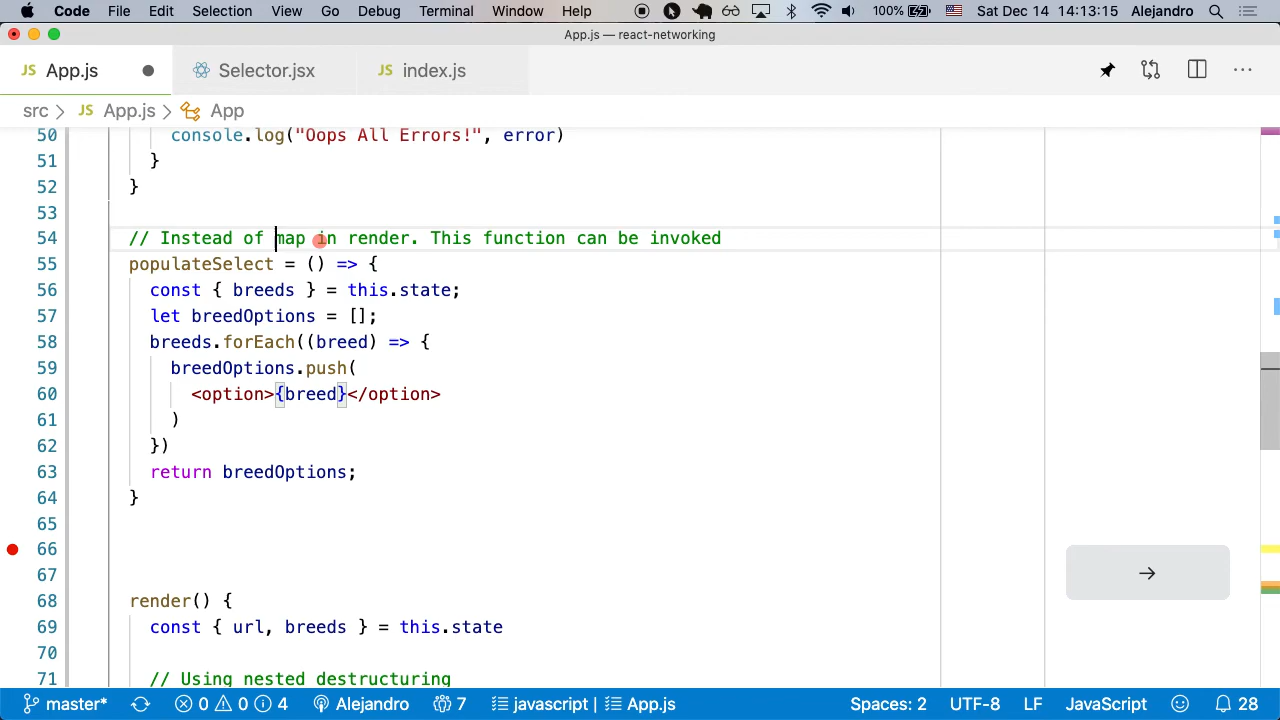 Code File Edit Selection View Go Debug Terminal Window Help 100% Sat Dec 14 14:13:15 Alejandro
App.js — react-networking
JS App.js Selector.jsx JS index.js ...
src > JS App.js > App
50 console.log("Oops All Errors!", error)
51 }
52 }
53
54 // Instead of map in render. This function can be invoked
55 populateSelect = () => {
56 const { breeds } = this.state;
57 let breedOptions = [];
58 breeds.forEach((breed) => {
59 breedOptions.push(
60 <option>{breed}</option>
61 )
62 })
63 return breedOptions;
64 }
65
66
67
68 render() {
69 const { url, breeds } = this.state
70
71 // Using nested destructuring
→
master* 0 0 4 Alejandro 7 javascript | App.js Spaces: 2 UTF-8 LF JavaScript 28